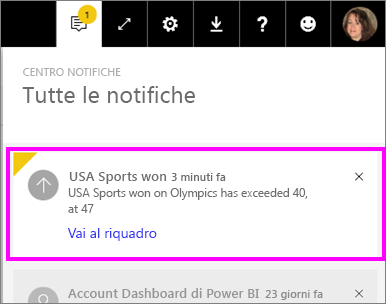 1
?
CENTRO NOTIFICHE
Tutte le notifiche
USA Sports won 3 minuti fa
USA Sports won on Olympics has exceeded 40,
at 47
Vai al riquadro
Account Dashboard di Power BI 23 giorni fa